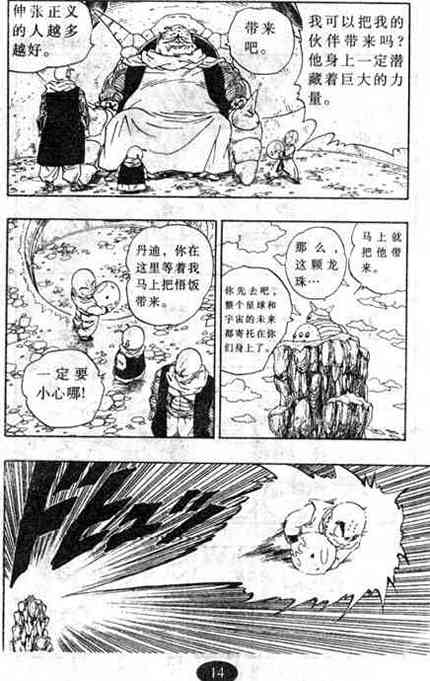 我可以把我的
伙伴带来吗?
他身上一定潜
藏着巨大的力
量。
带来
吧。
仲张正义
的人越多
越好。
马上就
把他带
来。
那么，
这颗龙
珠…
你先去吧，
整个星球和
宇宙的未来
都寄托在你
们身上了。
丹迪，你在
这里等着我
马上把悟饭
带来。
一定要
小心哪!
ドヒュッ
14